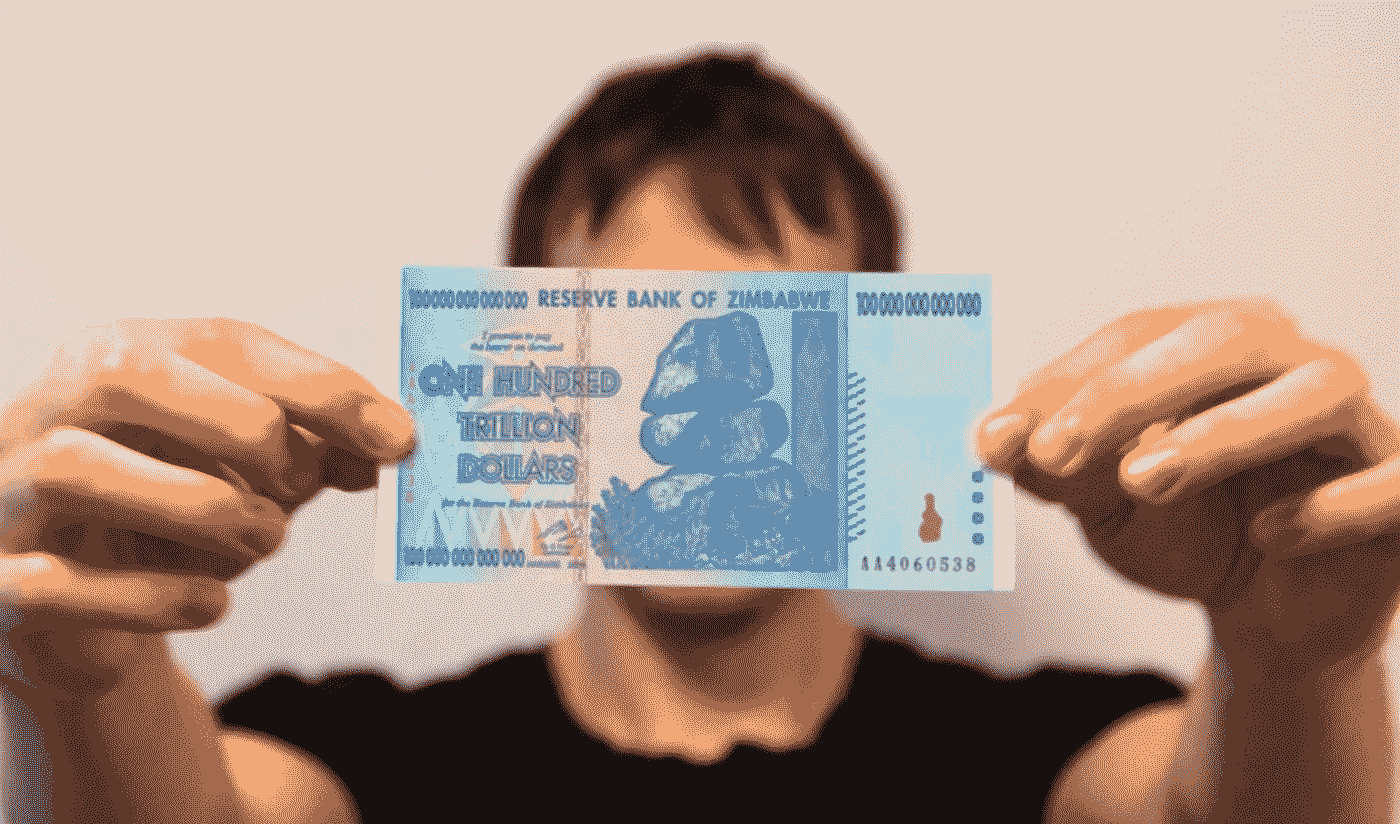 100 000 000 000 000 RESERVE BANK OF ZIMBABWE 100 000 000 000 000
I promise to pay
the bearer on demand
ONE HUNDRED
TRILLION
DOLLARS
for the Reserve Bank of Zimbabwe
100 000 000 000 000
AA4060538